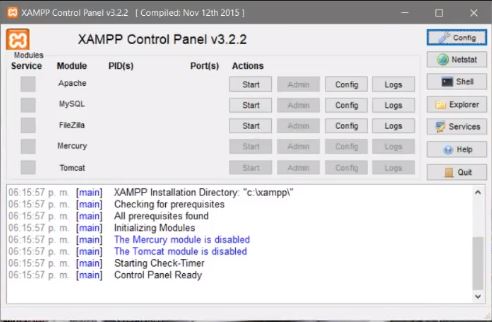 XAMPP Control Panel v3.2.2 [ Compiled: Nov 12th 2015 ]
XAMPP Control Panel v3.2.2
Config
Modules
Service Module PID(s) Port(s) Actions
Netstat
Apache Start Admin Config Logs
Shell
MySQL Start Admin Config Logs
Explorer
FileZilla Start Admin Config Logs
Services
Mercury Start Admin Config Logs
Help
Tomcat Start Admin Config Logs
Quit
06:15:57 p. m. [main] XAMPP Installation Directory: "c:\xampp\"
06:15:57 p. m. [main] Checking for prerequisites
06:15:57 p. m. [main] All prerequisites found
06:15:57 p. m. [main] Initializing Modules
06:15:57 p. m. [main] The Mercury module is disabled
06:15:57 p. m. [main] The Tomcat module is disabled
06:15:57 p. m. [main] Starting Check-Timer
06:15:57 p. m. [main] Control Panel Ready